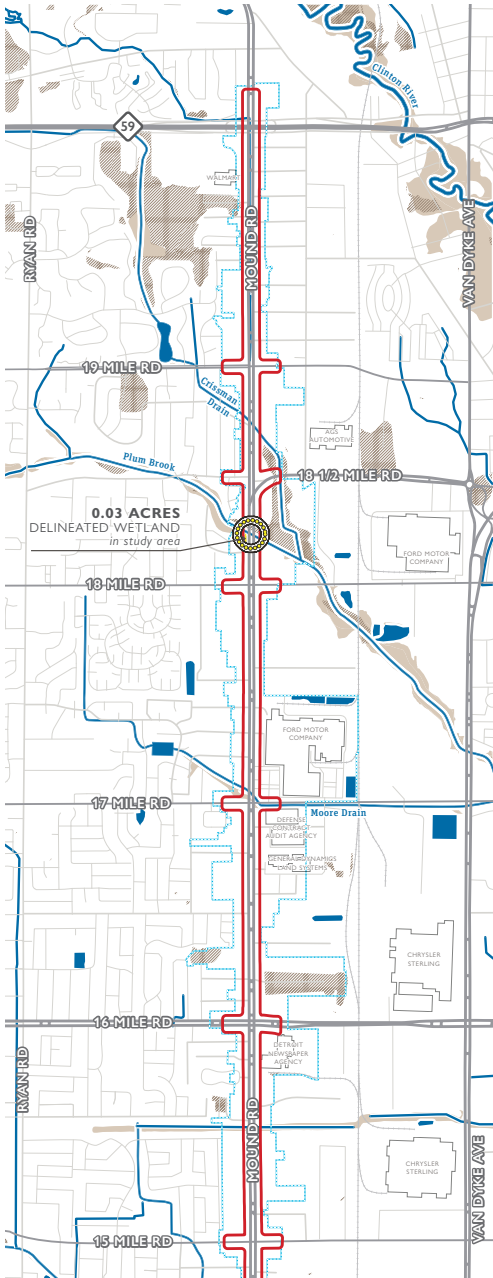 Clinton River
59
WALMART
RYAN RD
MOUND RD
VAN DYKE AVE
19 MILE RD
Crissman
Drain
AGS
AUTOMOTIVE
Plum Brook
18 1/2 MILE RD
0.03 ACRES
DELINEATED WETLAND
in study area
FORD MOTOR
COMPANY
18 MILE RD
FORD MOTOR
COMPANY
17 MILE RD
Moore Drain
DEFENSE
CONTRACT
AUDIT AGENCY
GENERAL DYNAMICS
LAND SYSTEMS
CHRYSLER
STERLING
16 MILE RD
DETROIT
NEWSPAPER
AGENCY
RYAN RD
MOUND RD
CHRYSLER
STERLING
VAN DYKE AVE
15 MILE RD